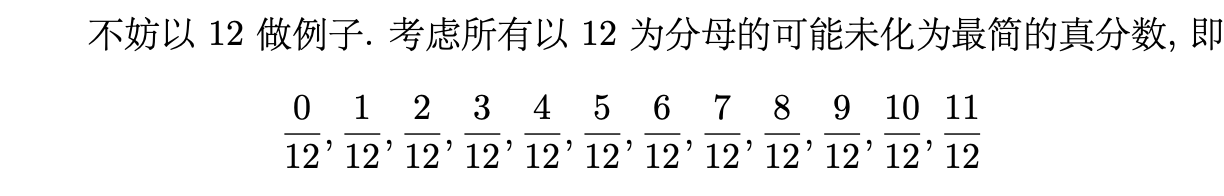 不妨以 12 做例子. 考虑所有以 12 为分母的可能未化为最简的真分数, 即
0/12, 1/12, 2/12, 3/12, 4/12, 5/12, 6/12, 7/12, 8/12, 9/12, 10/12, 11/12